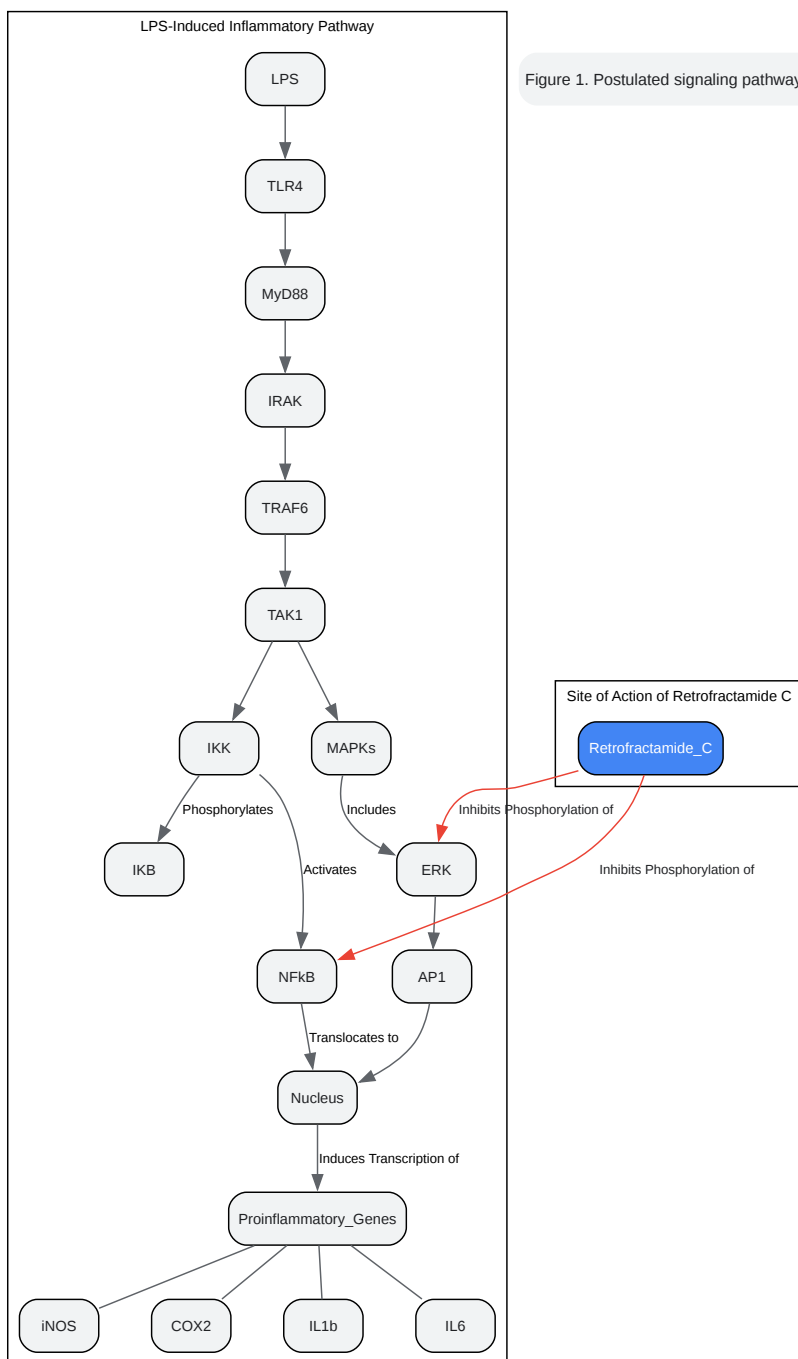 LPS-Induced Inflammatory Pathway
LPS
Figure 1. Postulated signaling pathway
TLR4
MyD88
IRAK
TRAF6
TAK1
Site of Action of Retrofractamide C
IKK
MAPKs
Retrofractamide_C
Phosphorylates
Includes
Inhibits Phosphorylation of
IKB
Activates
ERK
Inhibits Phosphorylation of
NFkB
AP1
Translocates to
Nucleus
Induces Transcription of
Proinflammatory_Genes
iNOS
COX2
IL1b
IL6